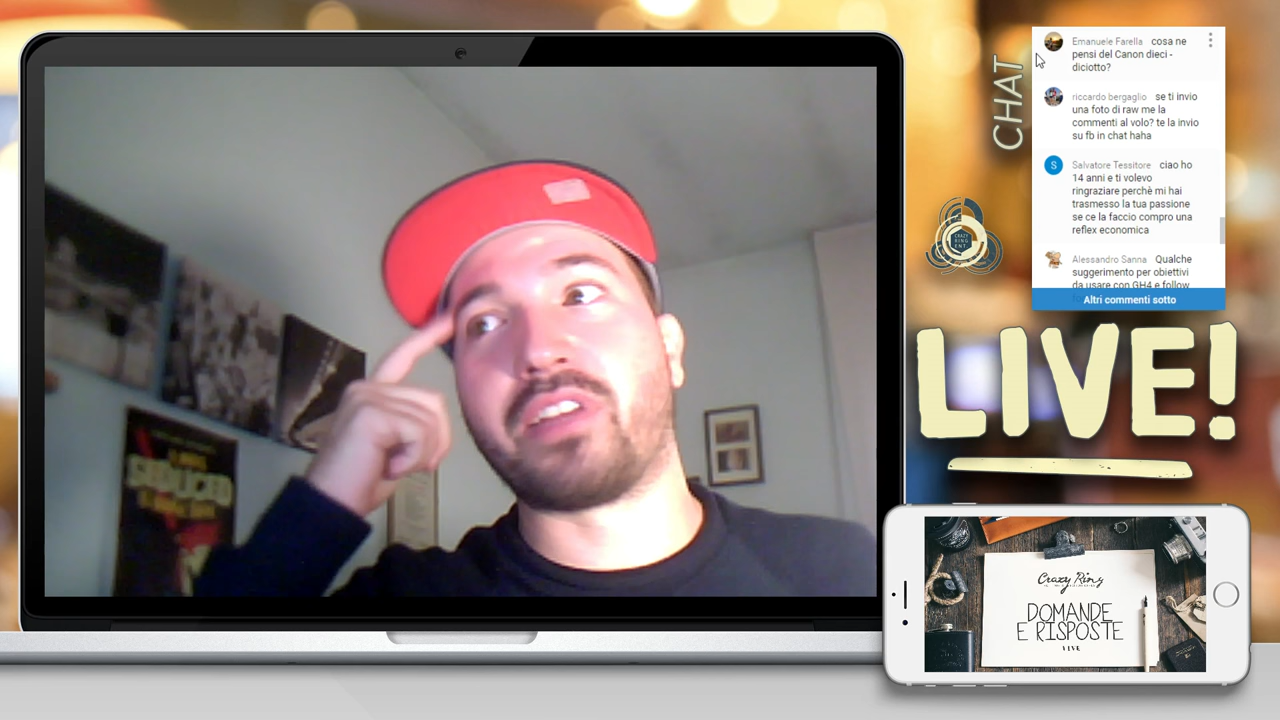 CHAT
Emanuele Farella cosa ne
pensi del Canon dieci -
diciotto?
riccardo bergaglio se ti invio
una foto di raw me la
commenti al volo? te la invio
su fb in chat haha
S
Salvatore Tessitore ciao ho
14 anni e ti volevo
ringraziare perchè mi hai
trasmesso la tua passione
se ce la faccio compro una
reflex economica
Alessandro Sanna Qualche
suggerimento per obiettivi
da usare con GH4 e follow
Altri commenti sotto
CRAZY
RING
ENT.
LIVE!
Crazy Ring
DOMANDE
E RISPOSTE
LIVE
SEDUCED